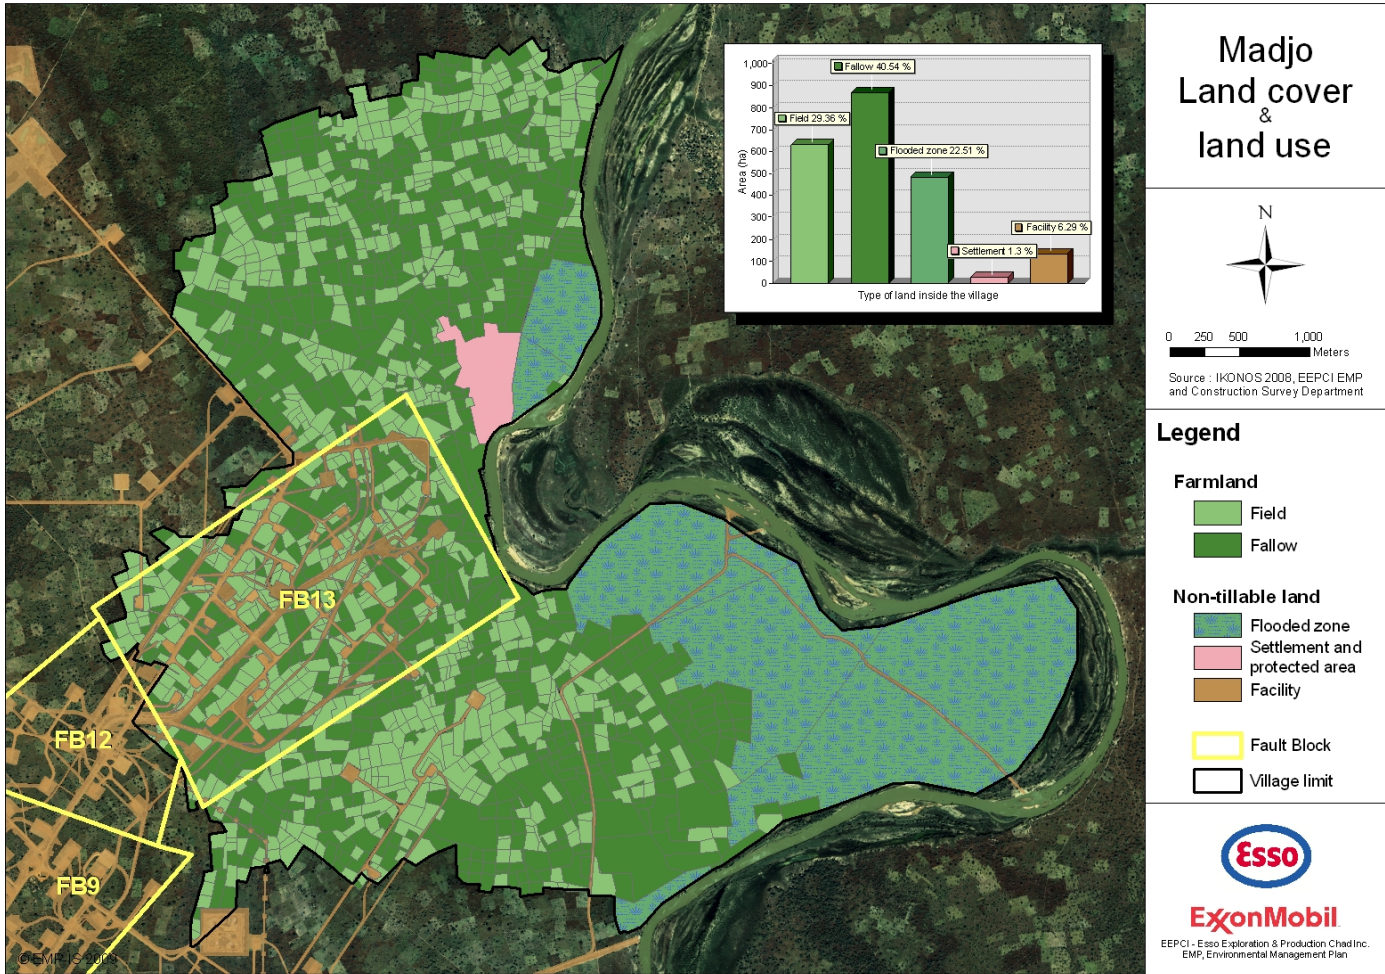 Madjo
Land cover
&
land use
N
0 250 500 1,000
Meters
Source : IKONOS 2008, EEPCI EMP
and Construction Survey Department
Legend
Farmland
Field
Fallow
Non-tillable land
Flooded zone
Settlement and
protected area
Facility
Fault Block
Village limit
Esso
ExxonMobil
EEPCI - Esso Exploration & Production Chad Inc.
EMP, Environmental Management Plan
1,000
900
800
700
600
500
400
300
200
100
0
Area (ha)
Fallow 40.54 %
Field 29.36 %
Flooded zone 22.51 %
Facility 6.29 %
Settlement 1.3 %
Type of land inside the village
FB13
FB12
FB9
© EMP-IS 2009